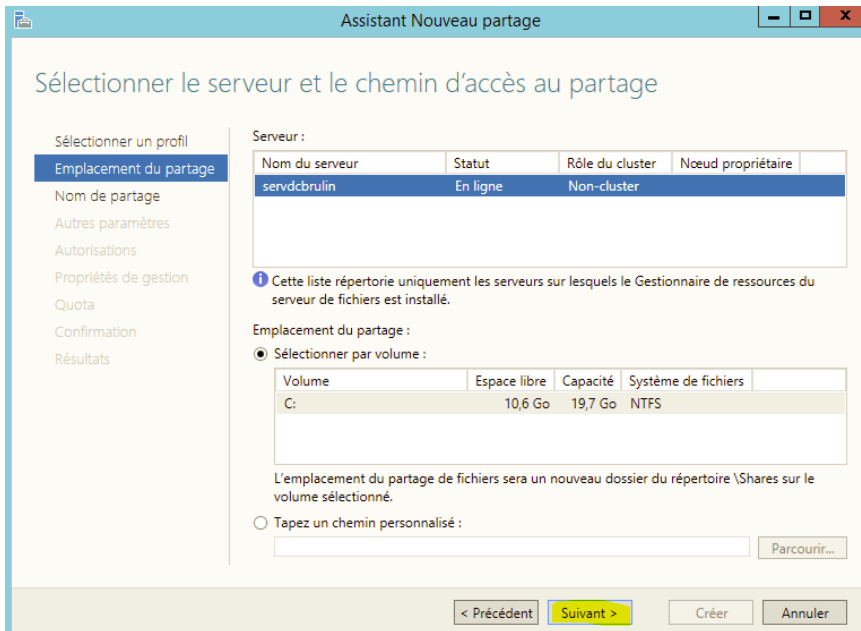 Assistant Nouveau partage
Sélectionner le serveur et le chemin d'accès au partage
Sélectionner un profil
Emplacement du partage
Nom de partage
Autres paramètres
Autorisations
Propriétés de gestion
Quota
Confirmation
Résultats
Serveur :
Nom du serveur Statut Rôle du cluster Nœud propriétaire
servdcbrulin En ligne Non-cluster
Cette liste répertorie uniquement les serveurs sur lesquels le Gestionnaire de ressources du
serveur de fichiers est installé.
Emplacement du partage :
Sélectionner par volume :
Volume Espace libre Capacité Système de fichiers
C: 10,6 Go 19,7 Go NTFS
L'emplacement du partage de fichiers sera un nouveau dossier du répertoire \Shares sur le
volume sélectionné.
Tapez un chemin personnalisé :
Parcourir...
< Précédent Suivant > Créer Annuler